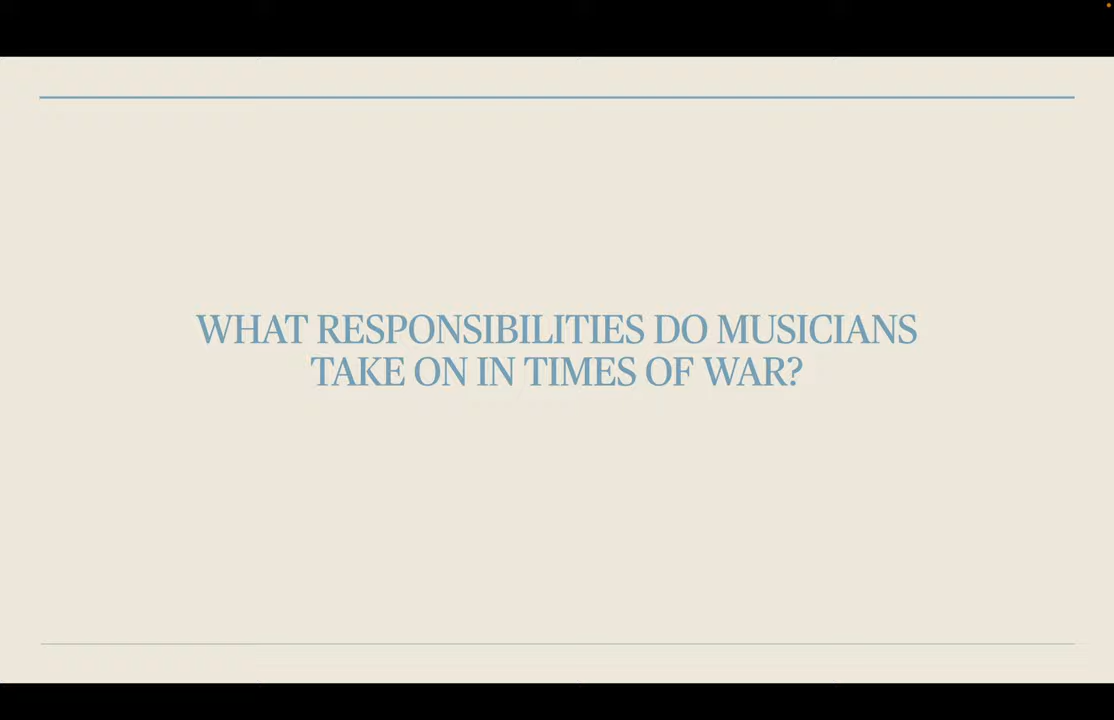 WHAT RESPONSIBILITIES DO MUSICIANS
TAKE ON IN TIMES OF WAR?